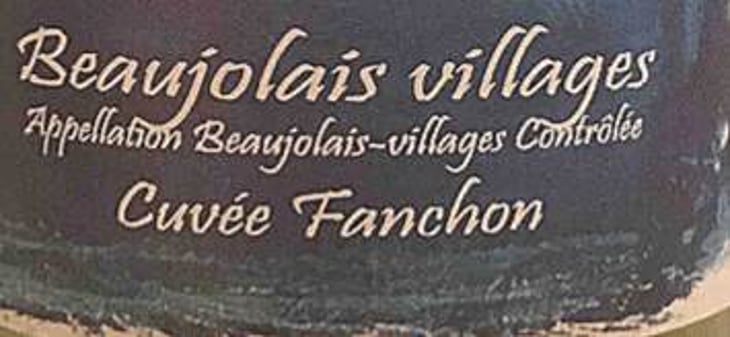 Beaujolais villages
Appellation Beaujolais-villages Contrôlée
Cuvée Fanchon